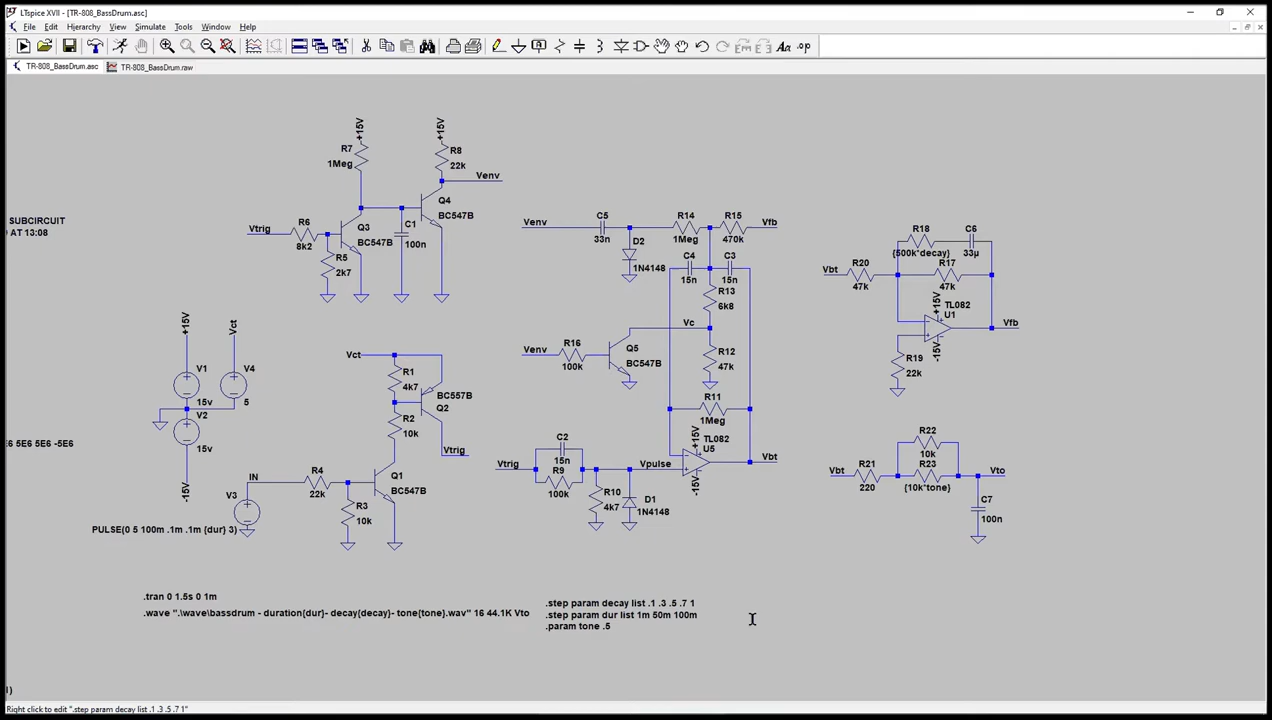 LTspice XVII - [TR-808_BassDrum.asc]
File Edit Hierarchy View Simulate Tools Window Help
TR-808_BassDrum.asc TR-808_BassDrum.raw
SUBCIRCUIT
AT 13:08
E6 5E6 5E6 -5E6
+15V
R7
1Meg
+15V
R8
22k
Venv
Q4
BC547B
Vtrig
R6
8k2
Q3
BC547B
C1
100n
R5
2k7
+15V
Vct
V1
15v
V4
5
V2
15v
-15V
Vct
R1
4k7
BC557B
Q2
R2
10k
Vtrig
Q1
BC547B
IN
R4
22k
R3
10k
V3
PULSE(0 5 100m .1m .1m {dur} 3)
Venv
C5
33n
R14
1Meg
R15
470k
Vfb
D2
1N4148
C4
15n
C3
15n
R13
6k8
Vc
Venv
R16
100k
Q5
BC547B
R12
47k
R11
1Meg
+15V
TL082
U5
-15V
Vbt
Vtrig
C2
15n
R9
100k
Vpulse
R10
4k7
D1
1N4148
R18
{500k*decay}
C6
33µ
Vbt
R20
47k
R17
47k
+15V
TL082
U1
-15V
Vfb
R19
22k
R22
10k
Vbt
R21
220
R23
{10k*tone}
Vto
C7
100n
.tran 0 1.5s 0 1m
.wave ".\wave\bassdrum - duration{dur}- decay{decay}- tone{tone}.wav" 16 44.1K Vto
.step param decay list .1 .3 .5 .7 1
.step param dur list 1m 50m 100m
.param tone .5
Right click to edit ".step param decay list .1 .3 .5 .7 1"